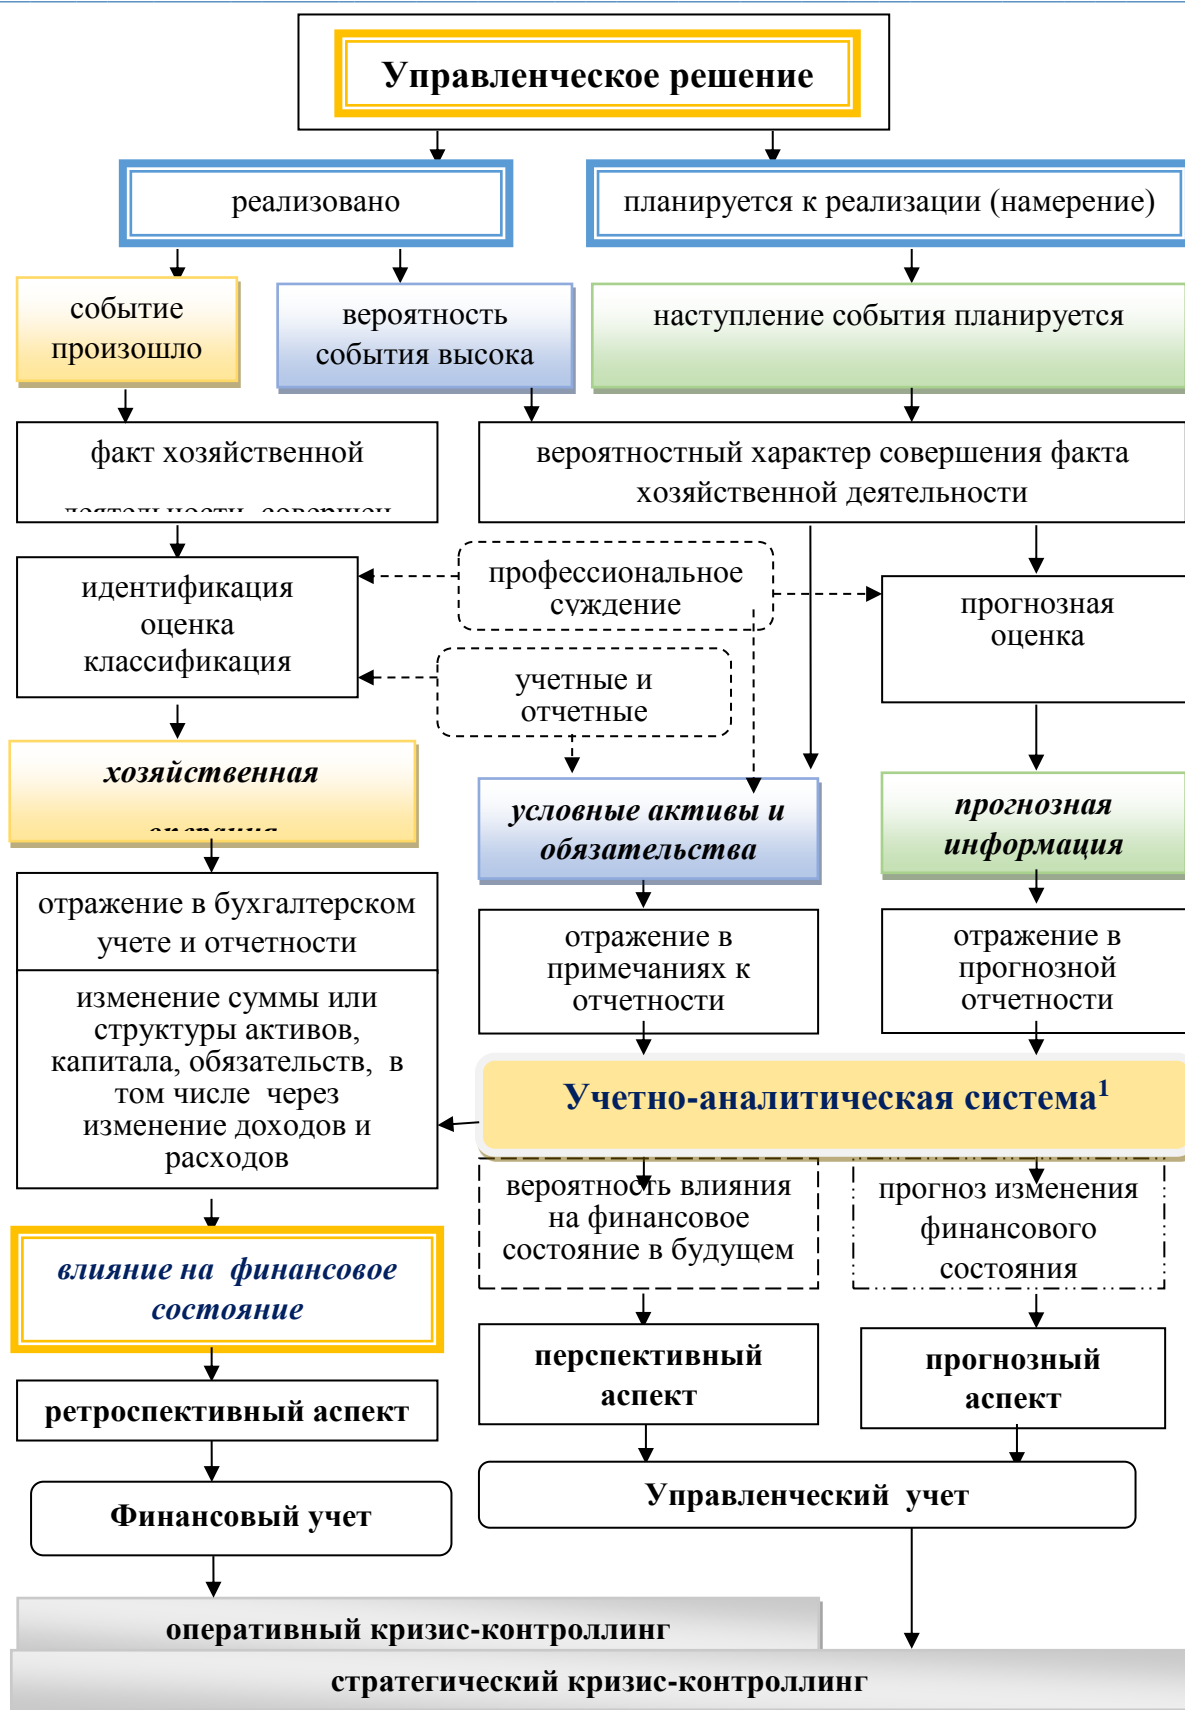 Управленческое решение
реализовано
планируется к реализации (намерение)
событие
произошло
вероятность
события высока
наступление события планируется
факт хозяйственной
деятельности совершен
вероятностный характер совершения факта
хозяйственной деятельности
профессиональное
суждение
идентификация
оценка
классификация
прогнозная
оценка
учетные и
отчетные
хозяйственная
операция
условные активы и
обязательства
прогнозная
информация
отражение в бухгалтерском
учете и отчетности
отражение в
примечаниях к
отчетности
отражение в
прогнозной
отчетности
изменение суммы или
структуры активов,
капитала, обязательств, в
том числе через
изменение доходов и
расходов
Учетно-аналитическая система¹
вероятность влияния
на финансовое
состояние в будущем
прогноз изменения
финансового
состояния
влияние на финансовое
состояние
перспективный
аспект
прогнозный
аспект
ретроспективный аспект
Финансовый учет
Управленческий учет
оперативный кризис-контроллинг
стратегический кризис-контроллинг